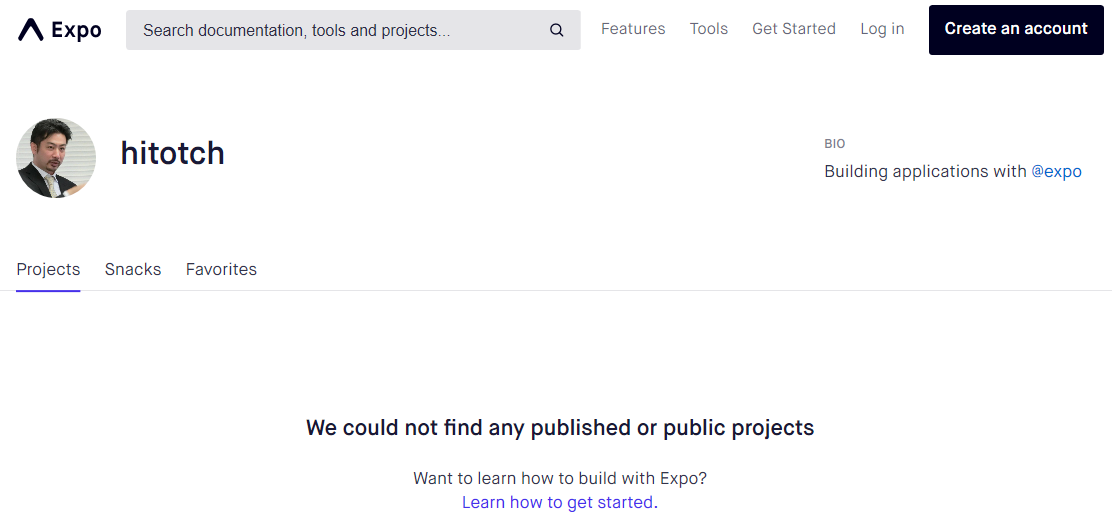 Expo
Search documentation, tools and projects...
Features
Tools
Get Started
Log in
Create an account
hitotch
BIO
Building applications with @expo
Projects
Snacks
Favorites
We could not find any published or public projects
Want to learn how to build with Expo?
Learn how to get started.